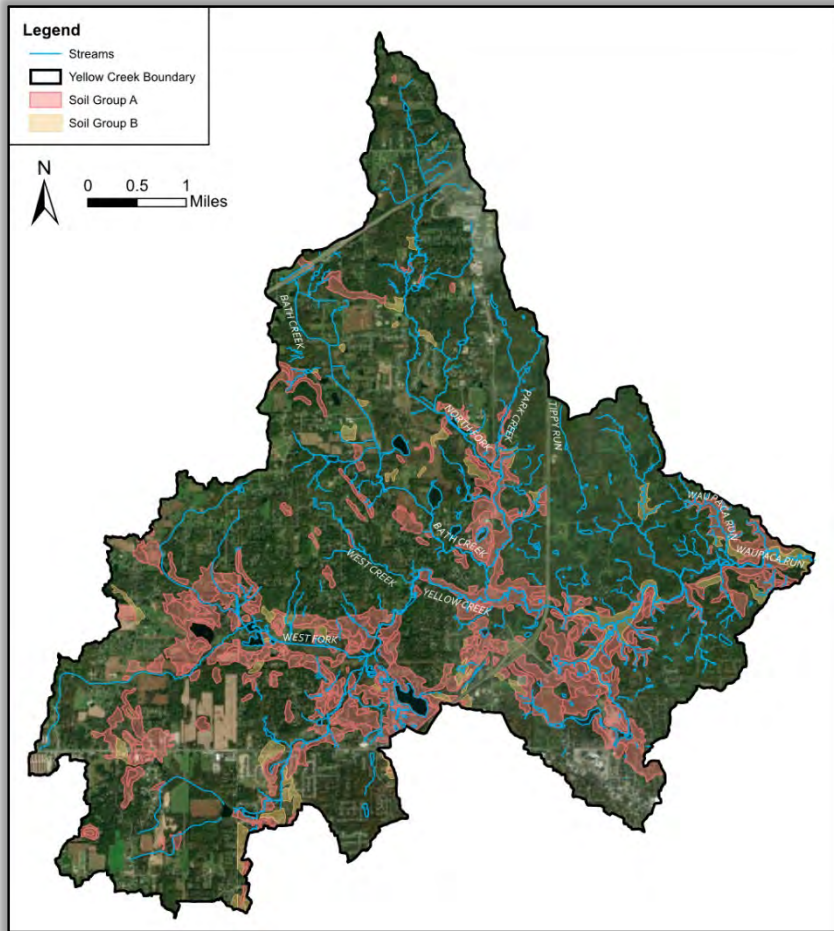 Legend
Streams
Yellow Creek Boundary
Soil Group A
Soil Group B
N
0 0.5 1
Miles
BATH CREEK
NORTH FORK
PARK CREEK
TIPPY RUN
WAUPACA RUN
WAUPACA RUN
BATH CREEK
WEST CREEK
YELLOW CREEK
WEST FORK